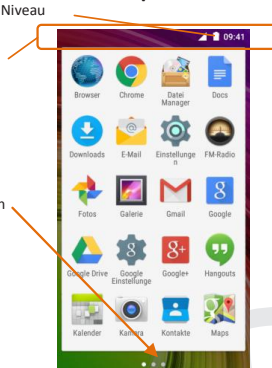 Niveau
09:41
Browser Chrome Datei Manager Docs
Downloads E-Mail Einstellungen FM-Radio
Fotos Galerie Gmail Google
Google Drive Google Einstellunge Google+ Hangouts
Kalender Kamera Kontakte Maps